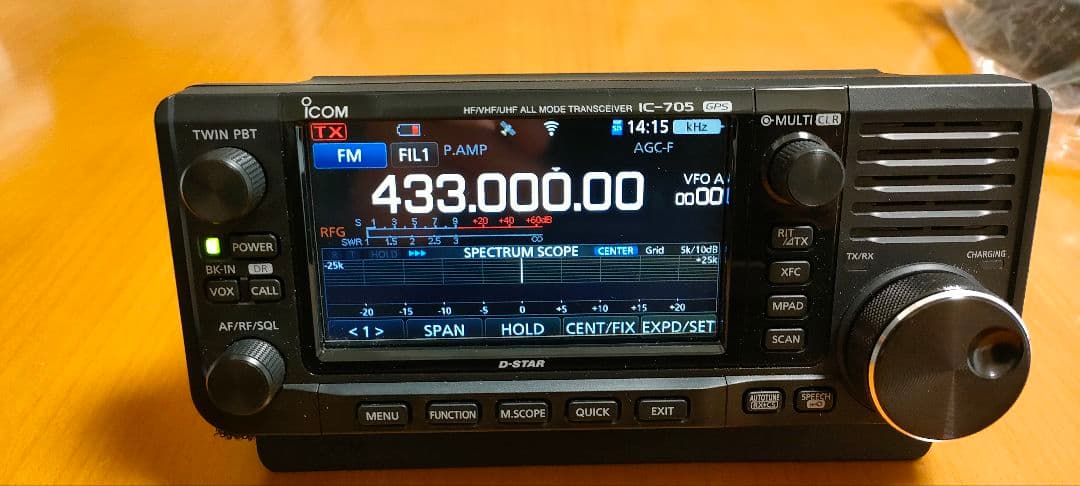 ICOM
HF/VHF/UHF ALL MODE TRANSCEIVER IC-705 GPS
TWIN PBT
TX
14:15 kHz
MULTI CLR
FM FIL1 P.AMP AGC-F
433.000.00
VFO A
0000
RFG
S 1 3 5 7 9 +20 +40 +60dB
SWR 1 1.5 2 2.5 3 ∞
HOLD SPECTRUM SCOPE CENTER Grid 5k/10dB
-25k +25k
-20 -15 -10 -5 0 +5 +10 +15 +20
<1> SPAN HOLD CENT/FIX EXPD/SET
D-STAR
POWER
BK-IN DR
VOX CALL
AF/RF/SQL
RIT/ΔTX
XFC
MPAD
SCAN
TX/RX
CHARGING
MENU FUNCTION M.SCOPE QUICK EXIT
AUTOTUNE
RX→CS
SPEECH